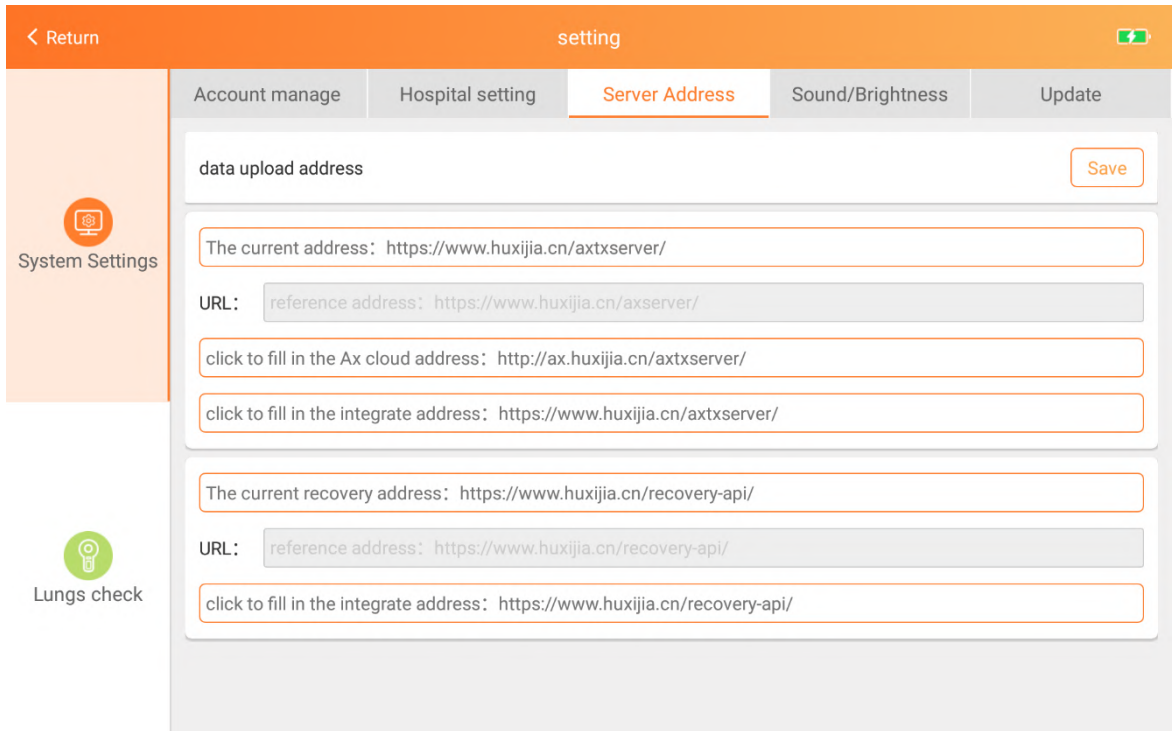 Return
setting
Account manage
Hospital setting
Server Address
Sound/Brightness
Update
data upload address
Save
System Settings
The current address：https://www.huxijia.cn/axtxserver/
URL：
reference address：https://www.huxijia.cn/axserver/
click to fill in the Ax cloud address：http://ax.huxijia.cn/axtxserver/
click to fill in the integrate address：https://www.huxijia/axtxserver/
The current recovery address：https://www.huxijia.cn/recovery-api/
URL：
reference address：https://www.huxijia.cn/recovery-api/
Lungs check
click to fill in the integrate address：https://www.huxijia.cn/recovery-api/